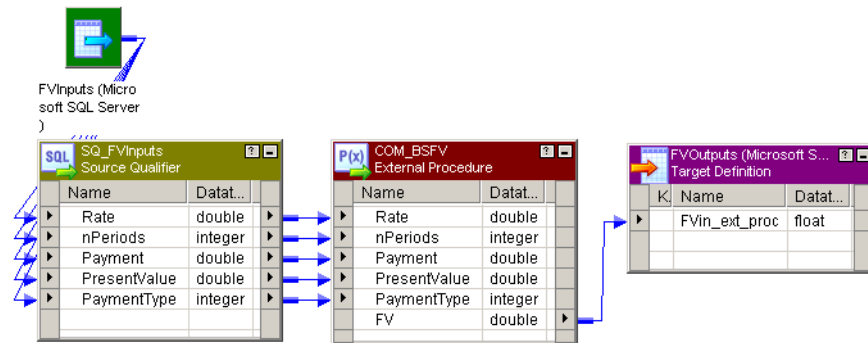 FVInputs (Micro
soft SQL Server
)
SQL
SQ_FVInputs
Source Qualifier
?
Name Datat...
Rate double
nPeriods integer
Payment double
PresentValue double
PaymentType integer
P(x)
COM_BSFV
External Procedure
?
Name Datat...
Rate double
nPeriods integer
Payment double
PresentValue double
PaymentType integer
FV double
FVOutputs (Microsoft S...
Target Definition
?
K. Name Datat...
FVin_ext_proc float